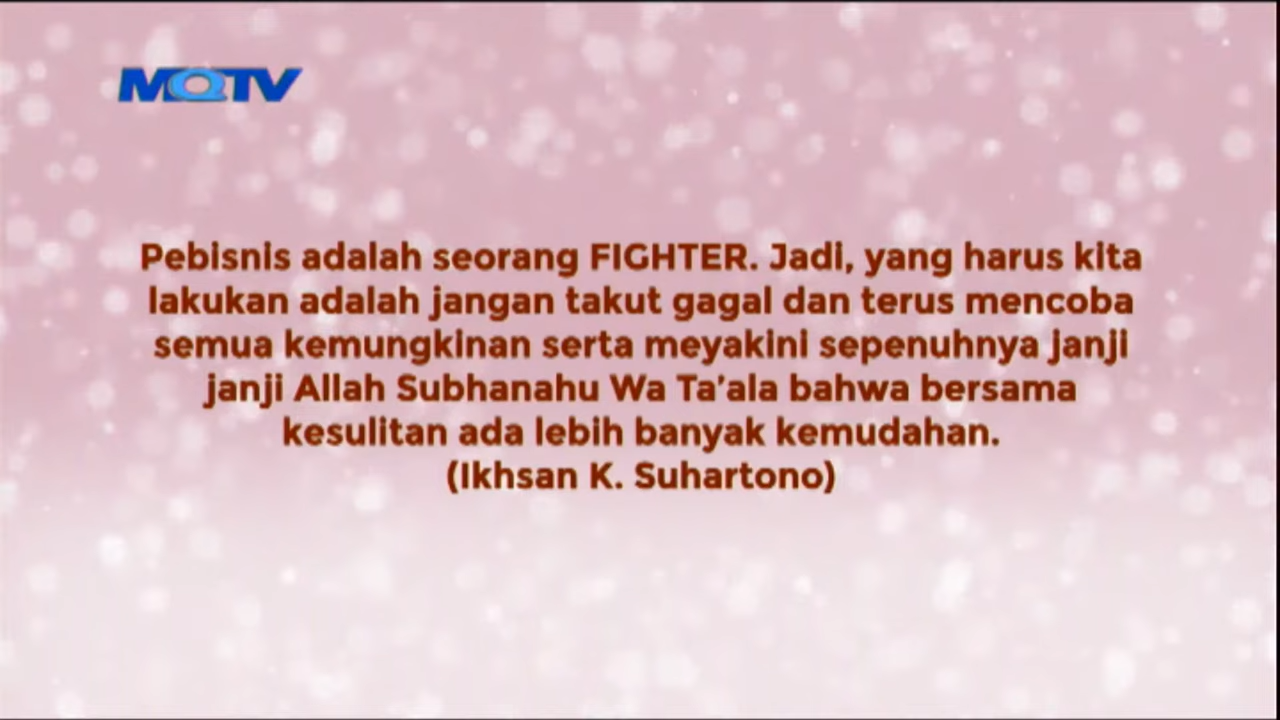 MQTV
Pebisnis adalah seorang FIGHTER. Jadi, yang harus kita
lakukan adalah jangan takut gagal dan terus mencoba
semua kemungkinan serta meyakini sepenuhnya janji
janji Allah Subhanahu Wa Ta’ala bahwa bersama
kesulitan ada lebih banyak kemudahan.
(Ikhsan K. Suhartono)